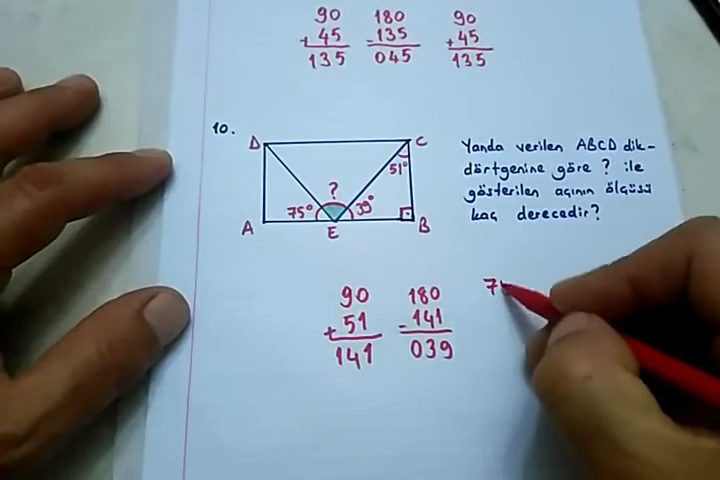 90 180 90
+ 45 - 135 + 45
135 045 135
10.
D C
51°
?
75° 39°
A E B
Yanda verilen ABCD dik-
dörtgenine göre ? ile
gösterilen açının ölçüsü
kaç derecedir?
90 180
+ 51 - 141
141 039